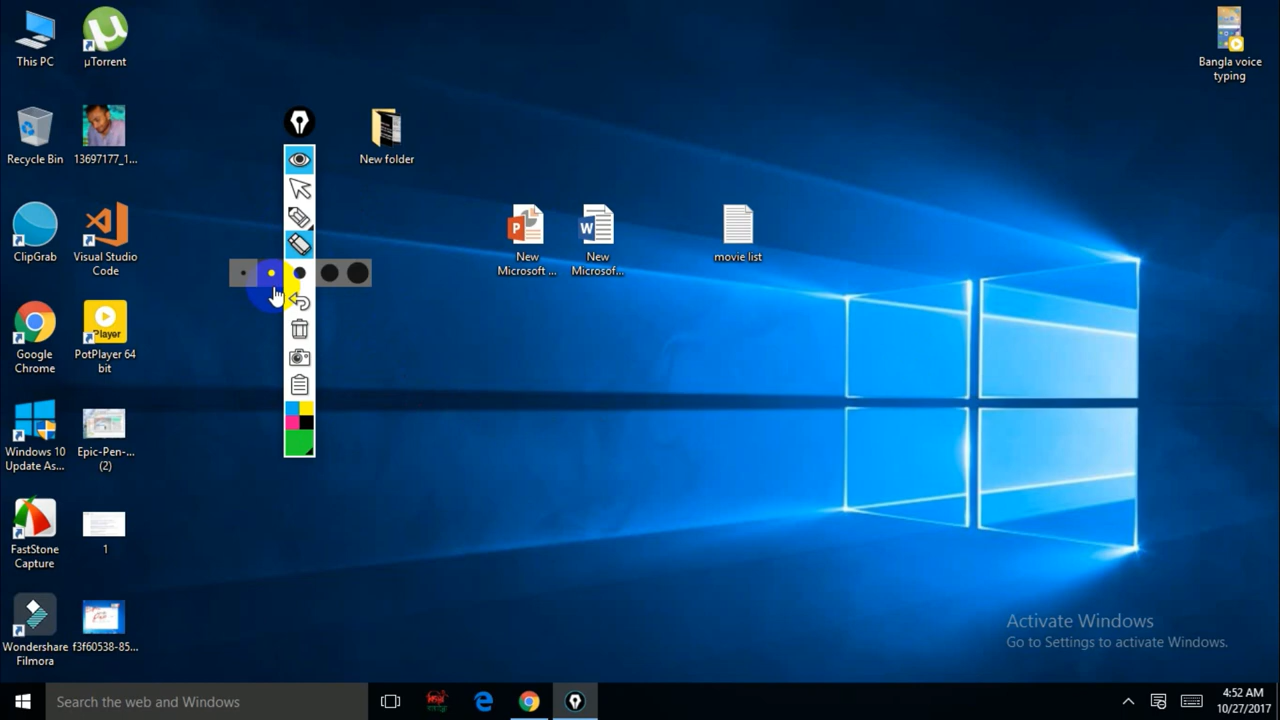 This PC
µTorrent
Bangla voice
typing
Recycle Bin
13697177_1...
New folder
ClipGrab
Visual Studio
Code
New
Microsoft ...
New
Microsof...
movie list
Google
Chrome
Player
PotPlayer 64
bit
Windows 10
Update As...
Epic-Pen-...
(2)
FastStone
Capture
1
Wondershare
Filmora
f3f60538-85...
Activate Windows
Go to Settings to activate Windows.
Search the web and Windows
4:52 AM
10/27/2017